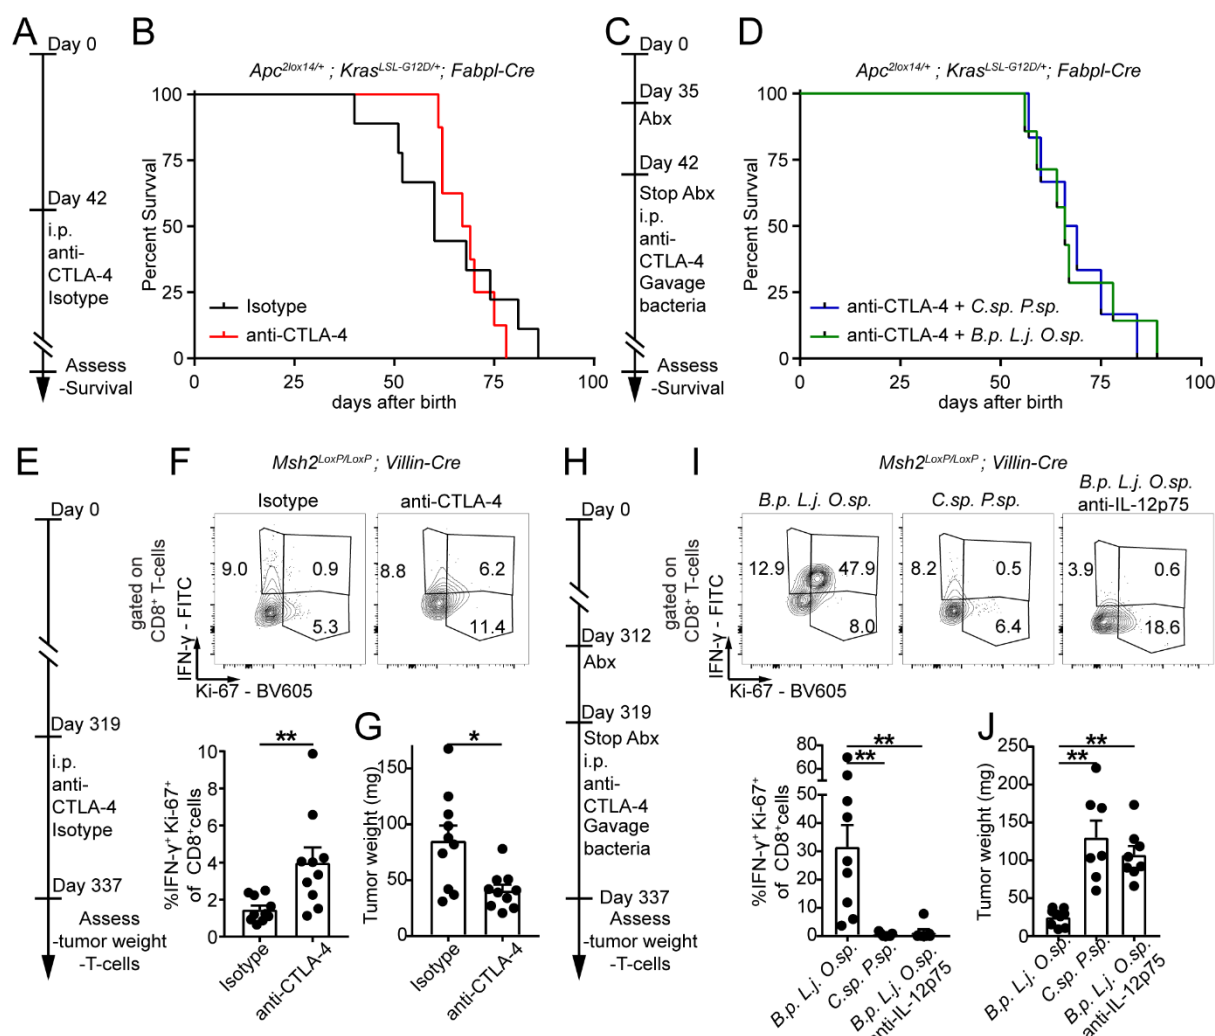 A
Day 0
Day 42
i.p.
anti-
CTLA-4
Isotype
Assess
-Survival
B
Apc2lox14/+ ; KrasLSL-G12D/+; Fabpl-Cre
Percent Survval
100
75
50
25
0
Isotype
anti-CTLA-4
0 25 50 75 100
days after birth
C
Day 0
Day 35
Abx
Day 42
Stop Abx
i.p.
anti-
CTLA-4
Gavage
bacteria
Assess
-Survival
D
Apc2lox14/+ ; KrasLSL-G12D/+; Fabpl-Cre
Percent Survval
100
75
50
25
0
anti-CTLA-4 + C.sp. P.sp.
anti-CTLA-4 + B.p. L.j. O.sp.
0 25 50 75 100
days after birth
E
Day 0
Day 319
i.p.
anti-
CTLA-4
Isotype
Day 337
Assess
-tumor weight
-T-cells
F
Msh2LoxP/LoxP ; Villin-Cre
Isotype
anti-CTLA-4
gated on
CD8+ T-cells
IFN-γ - FITC
9.0
0.9
5.3
8.8
6.2
11.4
Ki-67 - BV605
%IFN-γ+ Ki-67+
of CD8+cells
10
8
6
4
2
0
**
Isotype
anti-CTLA-4
G
Tumor weight (mg)
150
100
50
0
*
Isotype
anti-CTLA-4
H
Day 0
Day 312
Abx
Day 319
Stop Abx
i.p.
anti-
CTLA-4
Gavage
bacteria
Day 337
Assess
-tumor weight
-T-cells
I
Msh2LoxP/LoxP ; Villin-Cre
B.p. L.j. O.sp.
C.sp. P.sp.
B.p. L.j. O.sp.
anti-IL-12p75
gated on
CD8+ T-cells
IFN-γ - FITC
12.9
47.9
8.0
8.2
0.5
6.4
3.9
0.6
18.6
Ki-67 - BV605
%IFN-γ+ Ki-67+
of CD8+cells
80
60
40
30
20
10
0
**
**
B.p. L.j. O.sp.
C.sp. P.sp.
B.p. L.j. O.sp.
anti-IL-12p75
J
Tumor weight (mg)
250
200
150
100
50
0
**
**
B.p. L.j. O.sp.
C.sp. P.sp.
B.p. L.j. O.sp.
anti-IL-12p75